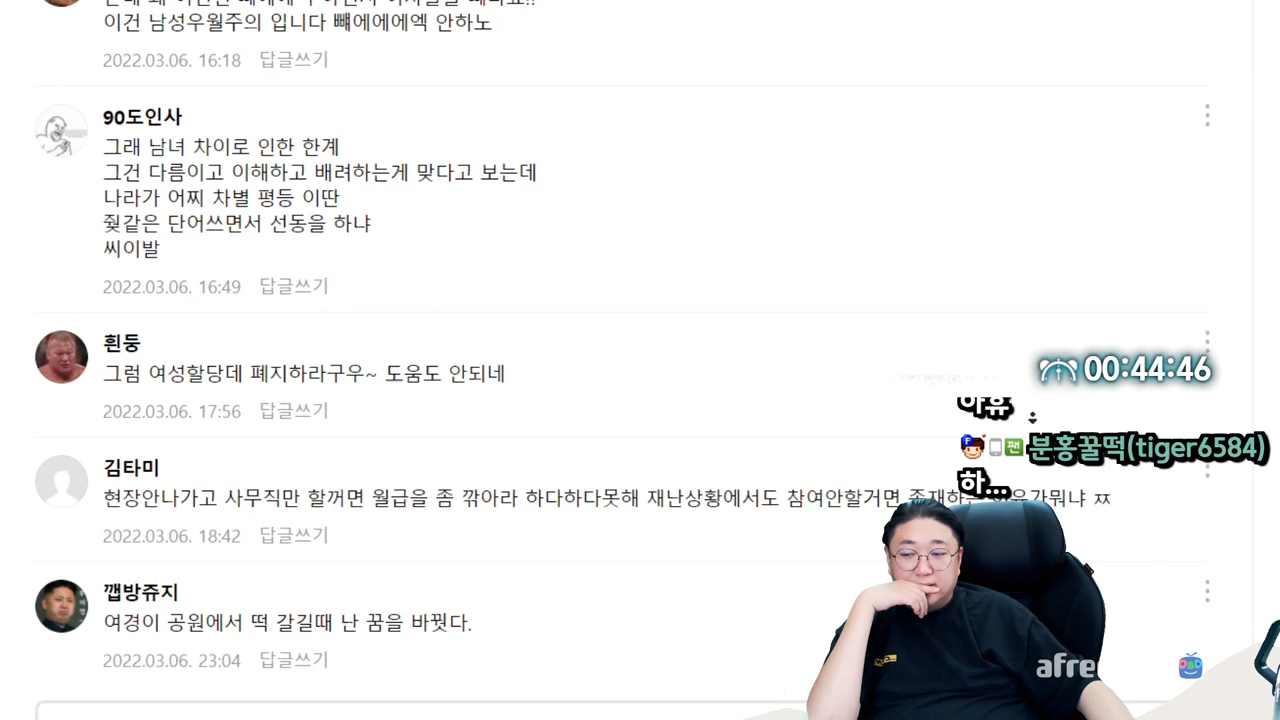 이건 남성우월주의 입니다 빼에에에엑 안하노
2022.03.06. 16:18 답글쓰기
90도인사
그래 남녀 차이로 인한 한계
그건 다름이고 이해하고 배려하는게 맞다고 보는데
나라가 어찌 차별 평등 이딴
줮같은 단어쓰면서 선동을 하냐
씨이발
2022.03.06. 16:49 답글쓰기
흰둥
그럼 여성할당데 폐지하라구우~ 도움도 안되네
2022.03.06. 17:56 답글쓰기
00:44:46
아유
분홍꿀떡(tiger6584)
하...
김타미
현장안나가고 사무직만 할꺼면 월급을 좀 깎아라 하다하다못해 재난상황에서도 참여안할거면 뭐냐 ㅉ
2022.03.06. 18:42 답글쓰기
깹방쥬지
여경이 공원에서 떡 갈길때 난 꿈을 바꿧다.
2022.03.06. 23:04 답글쓰기